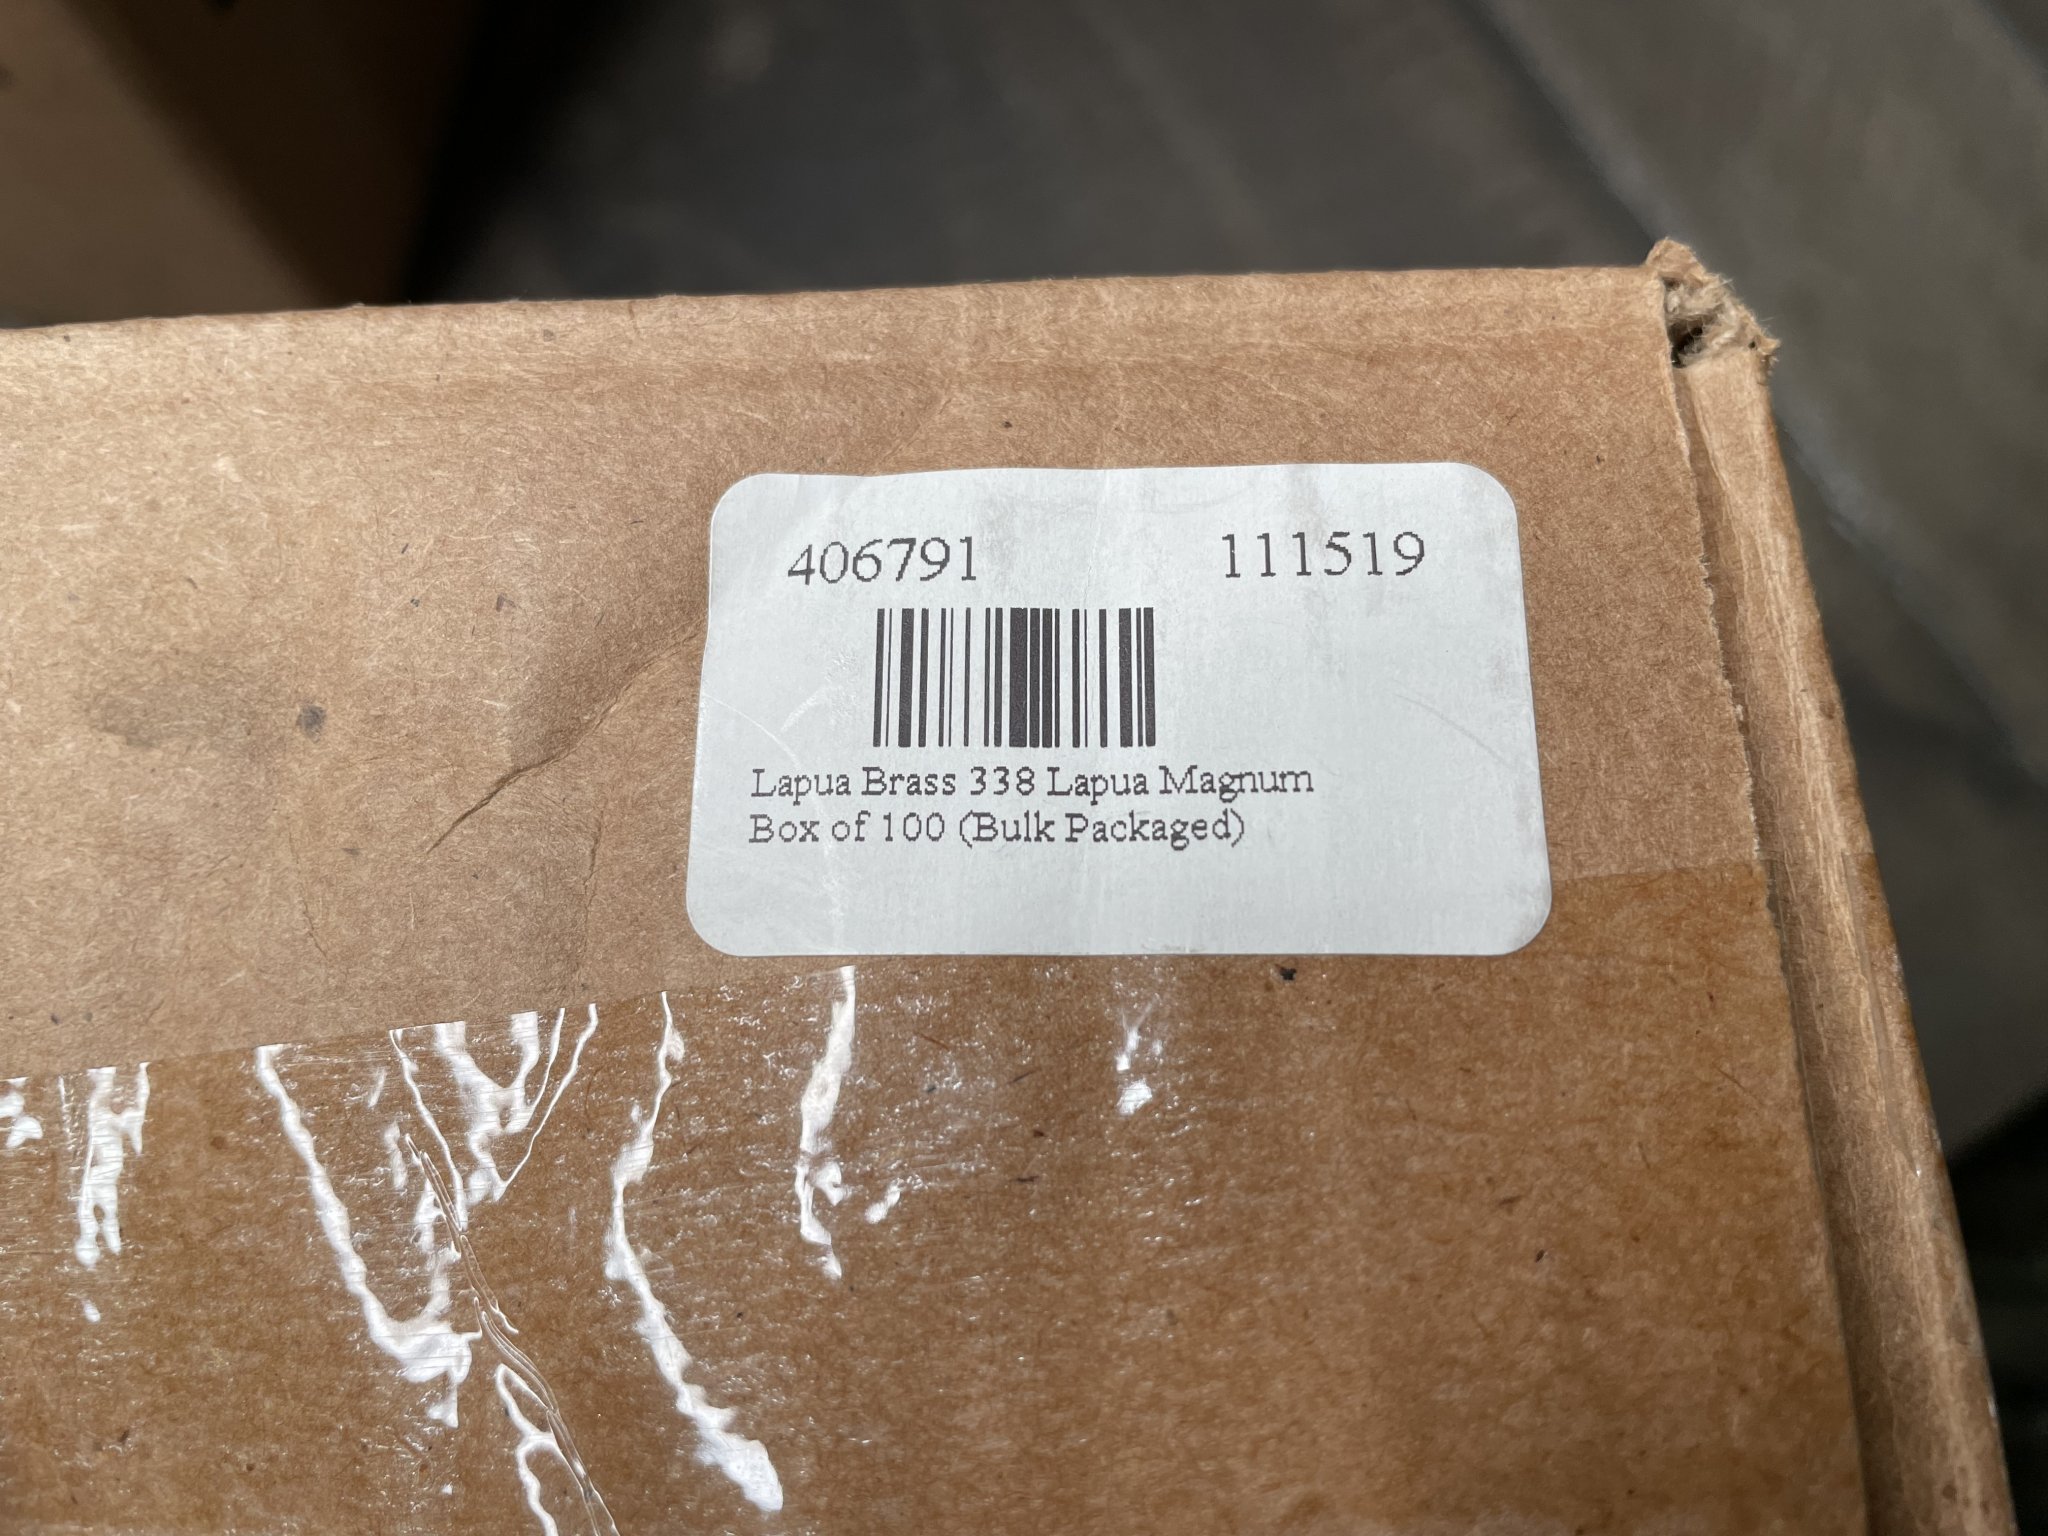 406791 111519
Lapua Brass 338 Lapua Magnum
Box of 100 (Bulk Packaged)